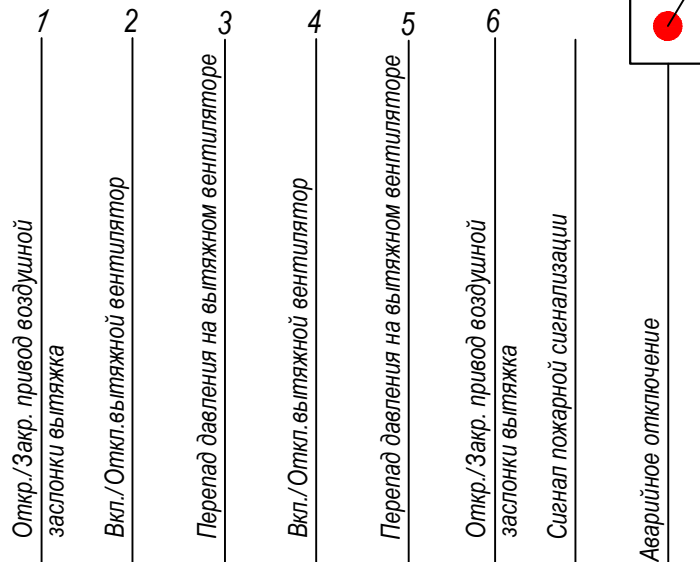 1 2 3 4 5 6
Откр./Закр. привод воздушной
заслонки вытяжка
Вкл./Откл.вытяжной вентилятор
Перепад давления на вытяжном вентиляторе
Вкл./Откл.вытяжной вентилятор
Перепад давления на вытяжном вентиляторе
Откр./Закр. привод воздушной
заслонки вытяжка
Сигнал пожарной сигнализации
Аварийное отключение